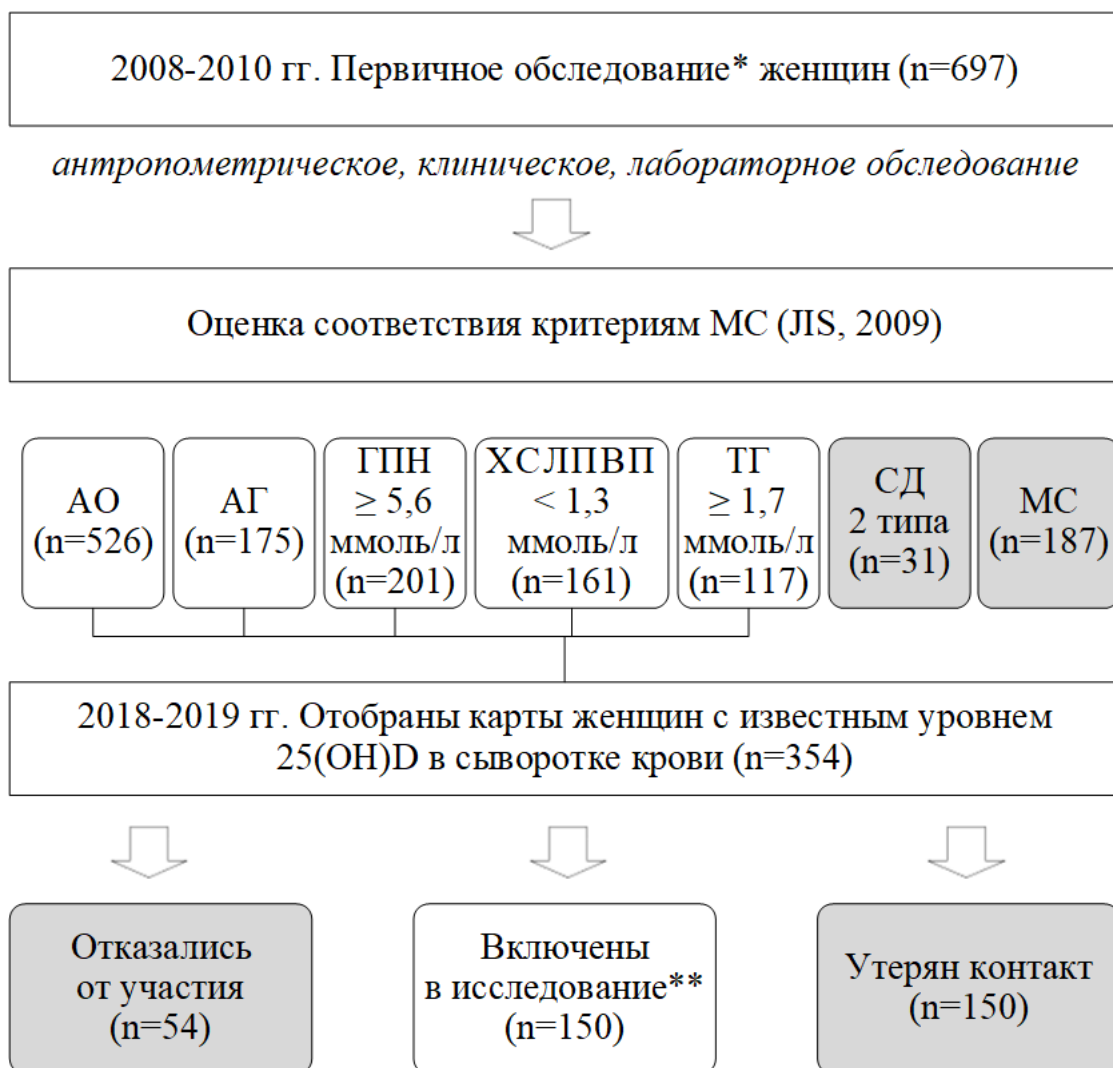 2008-2010 гг. Первичное обследование* женщин (n=697)
антропометрическое, клиническое, лабораторное обследование
Оценка соответствия критериям МС (JIS, 2009)
АО
(n=526)
АГ
(n=175)
ГПН
≥ 5,6
ммоль/л
(n=201)
ХСЛПВП
< 1,3
ммоль/л
(n=161)
ТГ
≥ 1,7
ммоль/л
(n=117)
СД
2 типа
(n=31)
МС
(n=187)
2018-2019 гг. Отобраны карты женщин с известным уровнем
25(OH)D в сыворотке крови (n=354)
Отказались
от участия
(n=54)
Включены
в исследование**
(n=150)
Утерян контакт
(n=150)